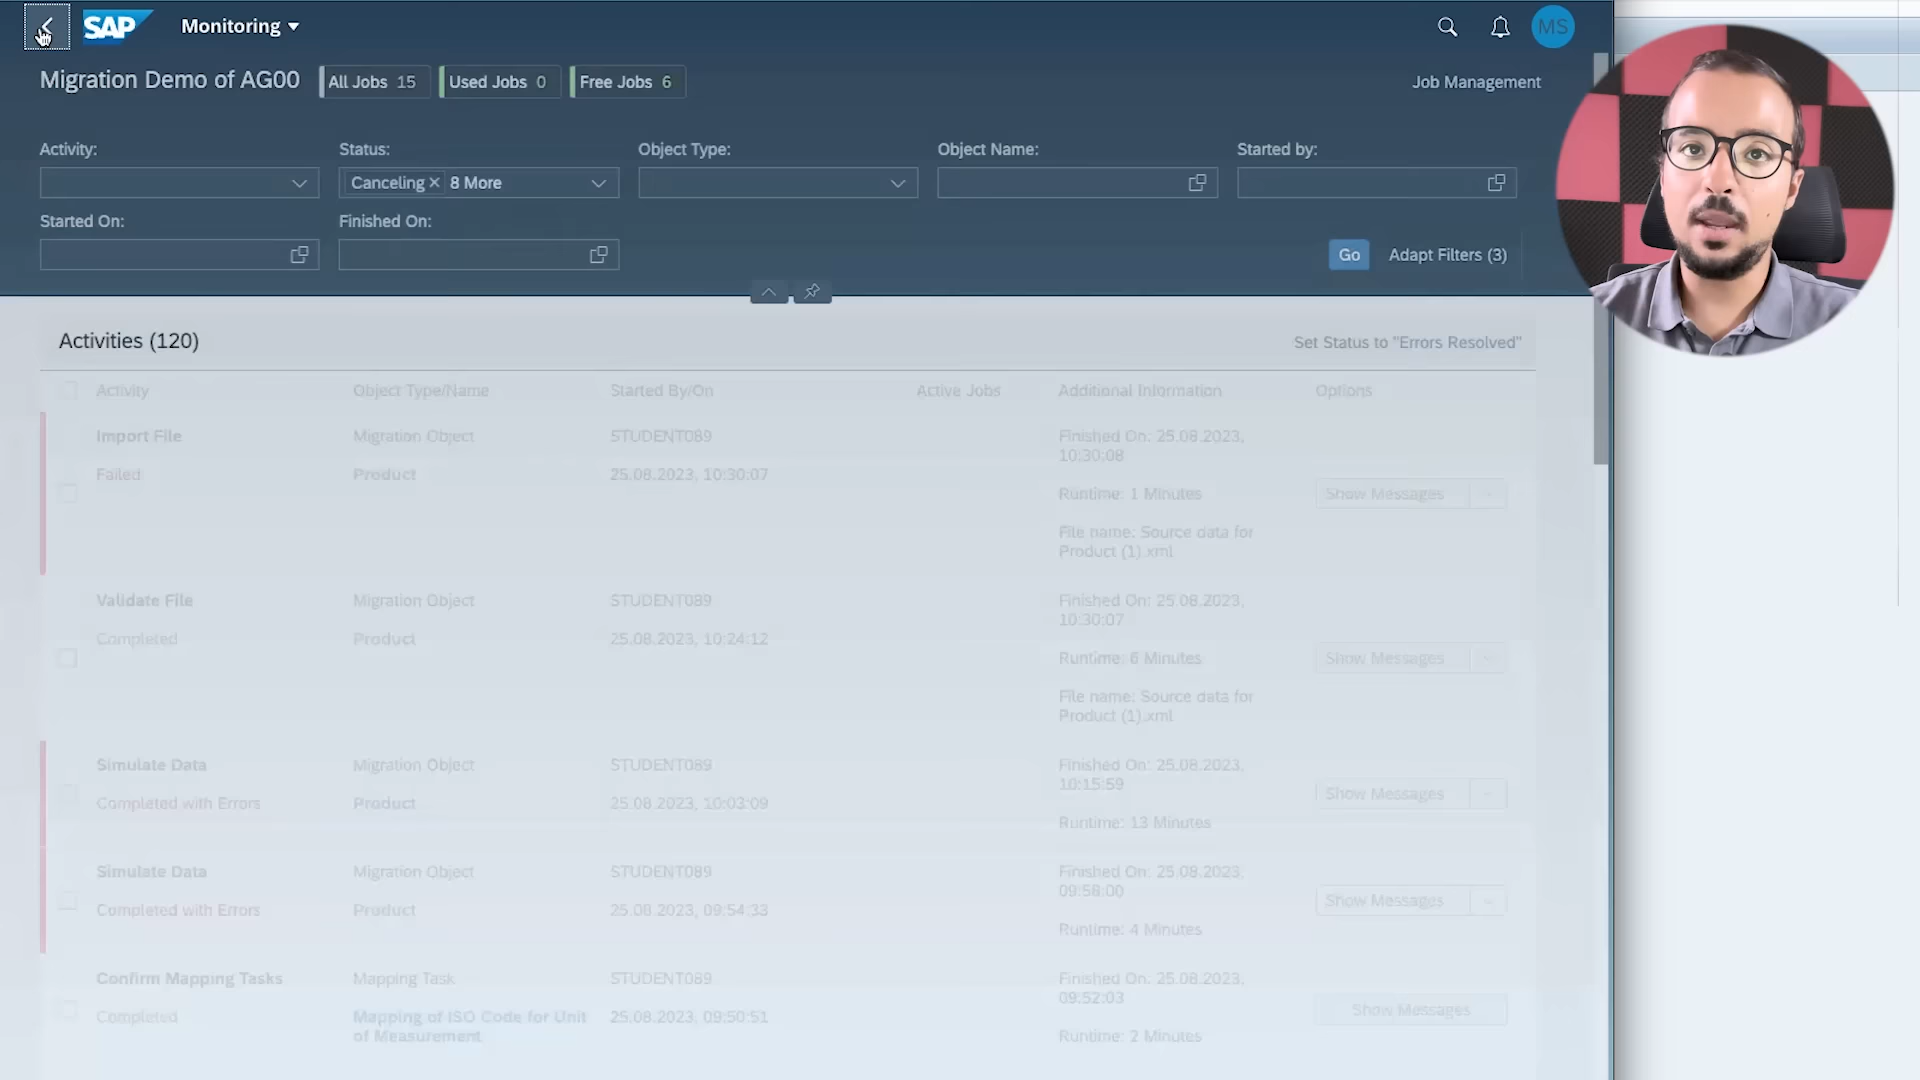 SAP Monitoring MS
Migration Demo of AG00 All Jobs 15 Used Jobs 0 Free Jobs 6 Job Management
Activity: Status: Object Type: Object Name: Started by:
Canceling × 8 More
Started On: Finished On:
Go Adapt Filters (3)
Activities (120) Set Status to "Errors Resolved"
Activity Object Type/Name Started By/On Active Jobs Additional Information Options
Import File Migration Object STUDENT089 Finished On: 25.08.2023,
10:30:08
Failed Product 25.08.2023, 10:30:07
Runtime: 1 Minutes Show Messages
File name: Source data for
Product (1).xml
Validate File Migration Object STUDENT089 Finished On: 25.08.2023,
10:30:07
Completed Product 25.08.2023, 10:24:12
Runtime: 6 Minutes Show Messages
File name: Source data for
Product (1).xml
Simulate Data Migration Object STUDENT089 Finished On: 25.08.2023,
10:15:59
Completed with Errors Product 25.08.2023, 10:03:09 Show Messages
Runtime: 13 Minutes
Simulate Data Migration Object STUDENT089 Finished On: 25.08.2023,
09:58:00
Completed with Errors Product 25.08.2023, 09:54:33 Show Messages
Runtime: 4 Minutes
Confirm Mapping Tasks Mapping Task STUDENT089 Finished On: 25.08.2023,
09:52:03
Completed Mapping of ISO Code for Unit 25.08.2023, 09:50:51 Show Messages
of Measurement Runtime: 2 Minutes